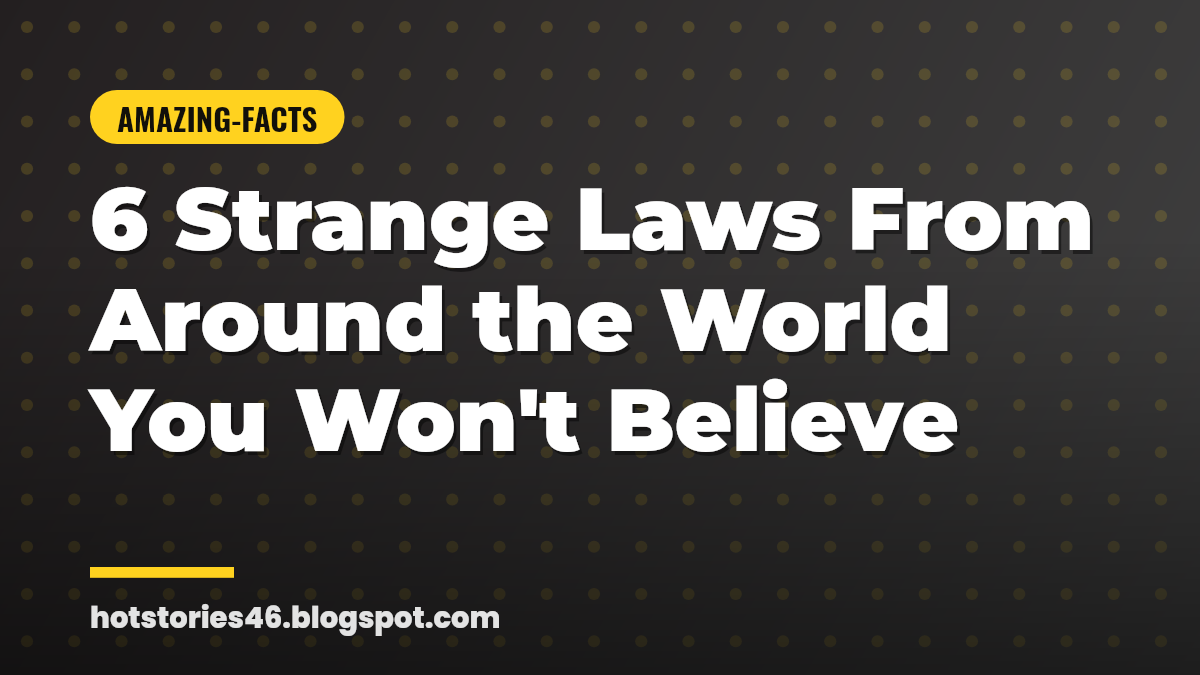 AMAZING-FACTS
6 Strange Laws From
Around the World
You Won't Believe
hotstories46.blogspot.com